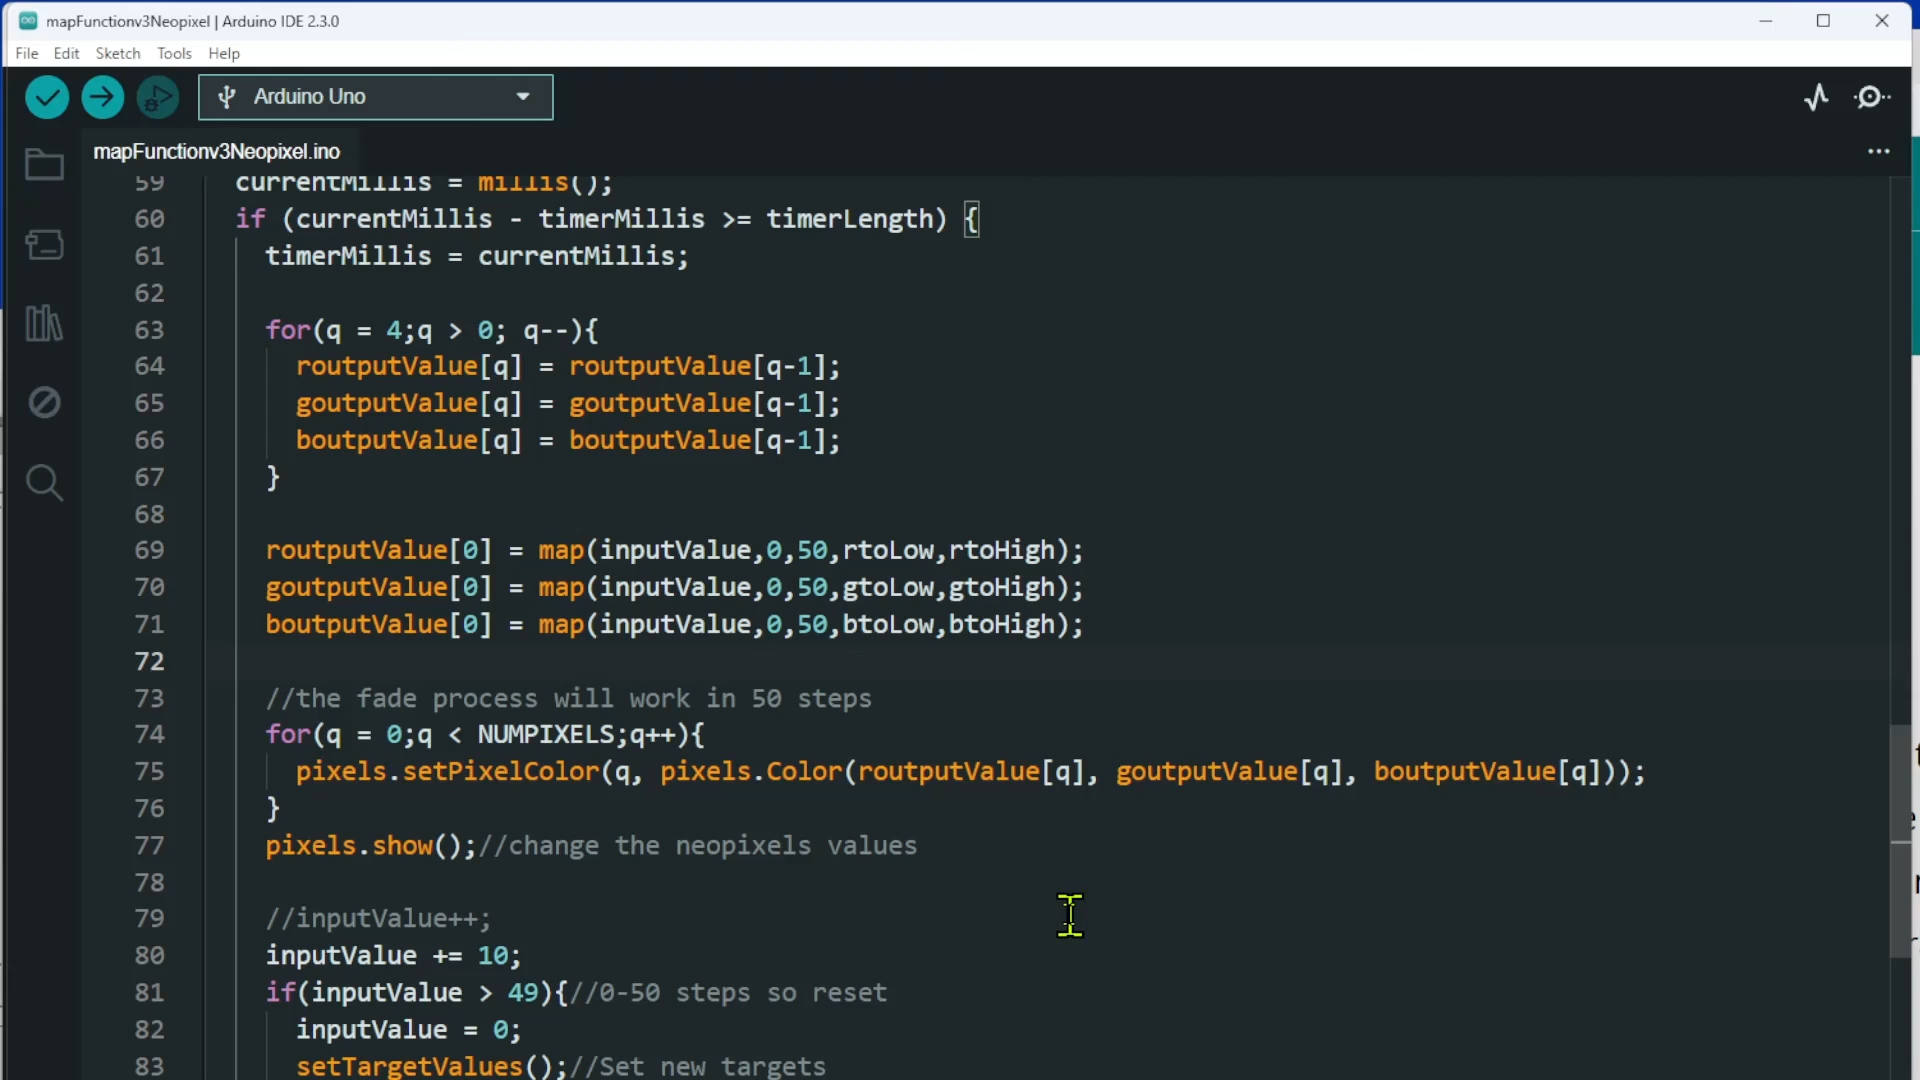 mapFunctionv3Neopixel | Arduino IDE 2.3.0
File Edit Sketch Tools Help
Arduino Uno
mapFunctionv3Neopixel.ino
59 currentMillis = millis();
60 if (currentMillis - timerMillis >= timerLength) {
61 timerMillis = currentMillis;
62
63 for(q = 4;q > 0; q--){
64 routputValue[q] = routputValue[q-1];
65 goutputValue[q] = goutputValue[q-1];
66 boutputValue[q] = boutputValue[q-1];
67 }
68
69 routputValue[0] = map(inputValue,0,50,rtoLow,rtoHigh);
70 goutputValue[0] = map(inputValue,0,50,gtoLow,gtoHigh);
71 boutputValue[0] = map(inputValue,0,50,btoLow,btoHigh);
72
73 //the fade process will work in 50 steps
74 for(q = 0;q < NUMPIXELS;q++){
75 pixels.setPixelColor(q, pixels.Color(routputValue[q], goutputValue[q], boutputValue[q]));
76 }
77 pixels.show();//change the neopixels values
78
79 //inputValue++;
80 inputValue += 10;
81 if(inputValue > 49){//0-50 steps so reset
82 inputValue = 0;
83 setTargetValues();//Set new targets